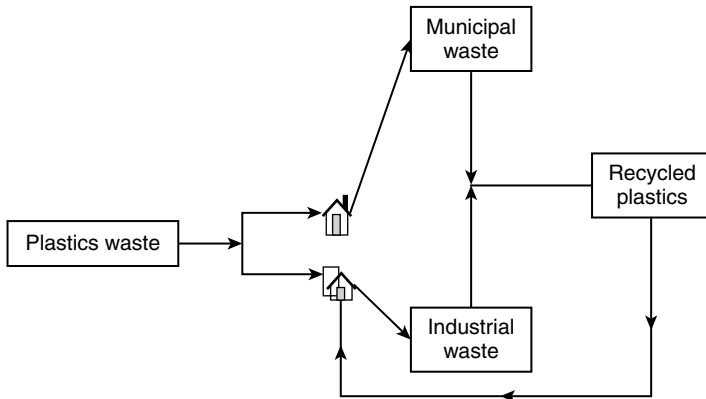 Municipal
waste
Recycled
plastics
Plastics waste
Industrial
waste